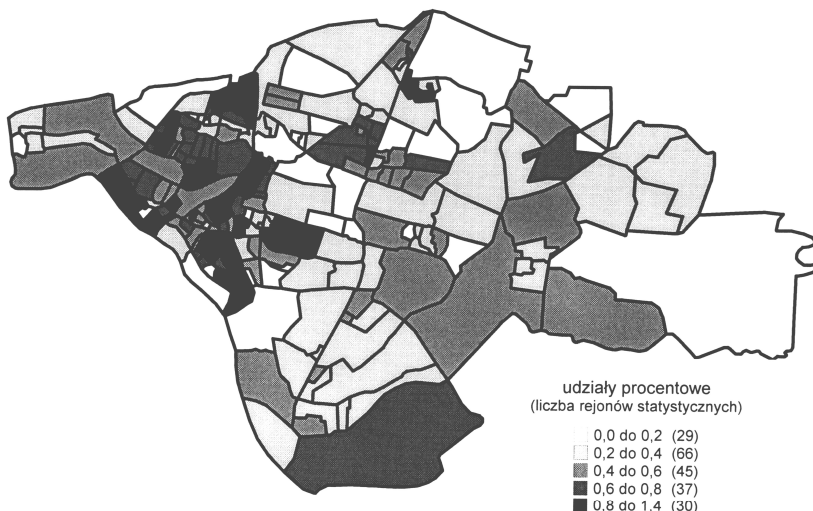 udziały procentowe
(liczba rejonów statystycznych)
0,0 do 0,2 (29)
0,2 do 0,4 (66)
0,4 do 0,6 (45)
0,6 do 0,8 (37)
0,8 do 1,4 (30)